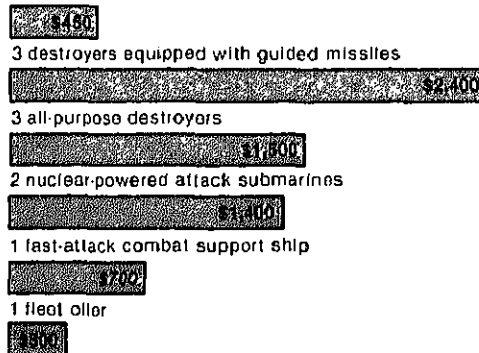 $450
3 destroyers equipped with guided missiles
$2,400
3 all-purpose destroyers
$1,500
2 nuclear-powered attack submarines
$1,400
1 fast-attack combat support ship
$700
1 fleet oiler
$300